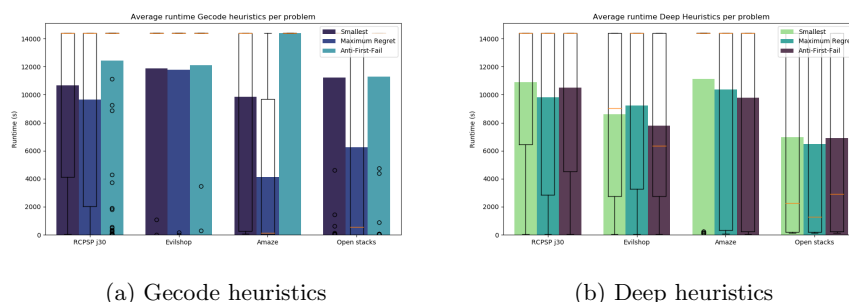 Average runtime Gecode heuristics per problem
Smallest
Maximum Regret
Anti-First-Fail
Runtime (s)
14000
12000
10000
8000
6000
4000
2000
0
RCPSP j30
Evilshop
Amaze
Open stacks
(a) Gecode heuristics
Average runtime Deep Heuristics per problem
Smallest
Maximum Regret
Anti-First-Fail
Runtime (s)
14000
12000
10000
8000
6000
4000
2000
0
RCPSP j30
Evilshop
Amaze
Open stacks
(b) Deep heuristics